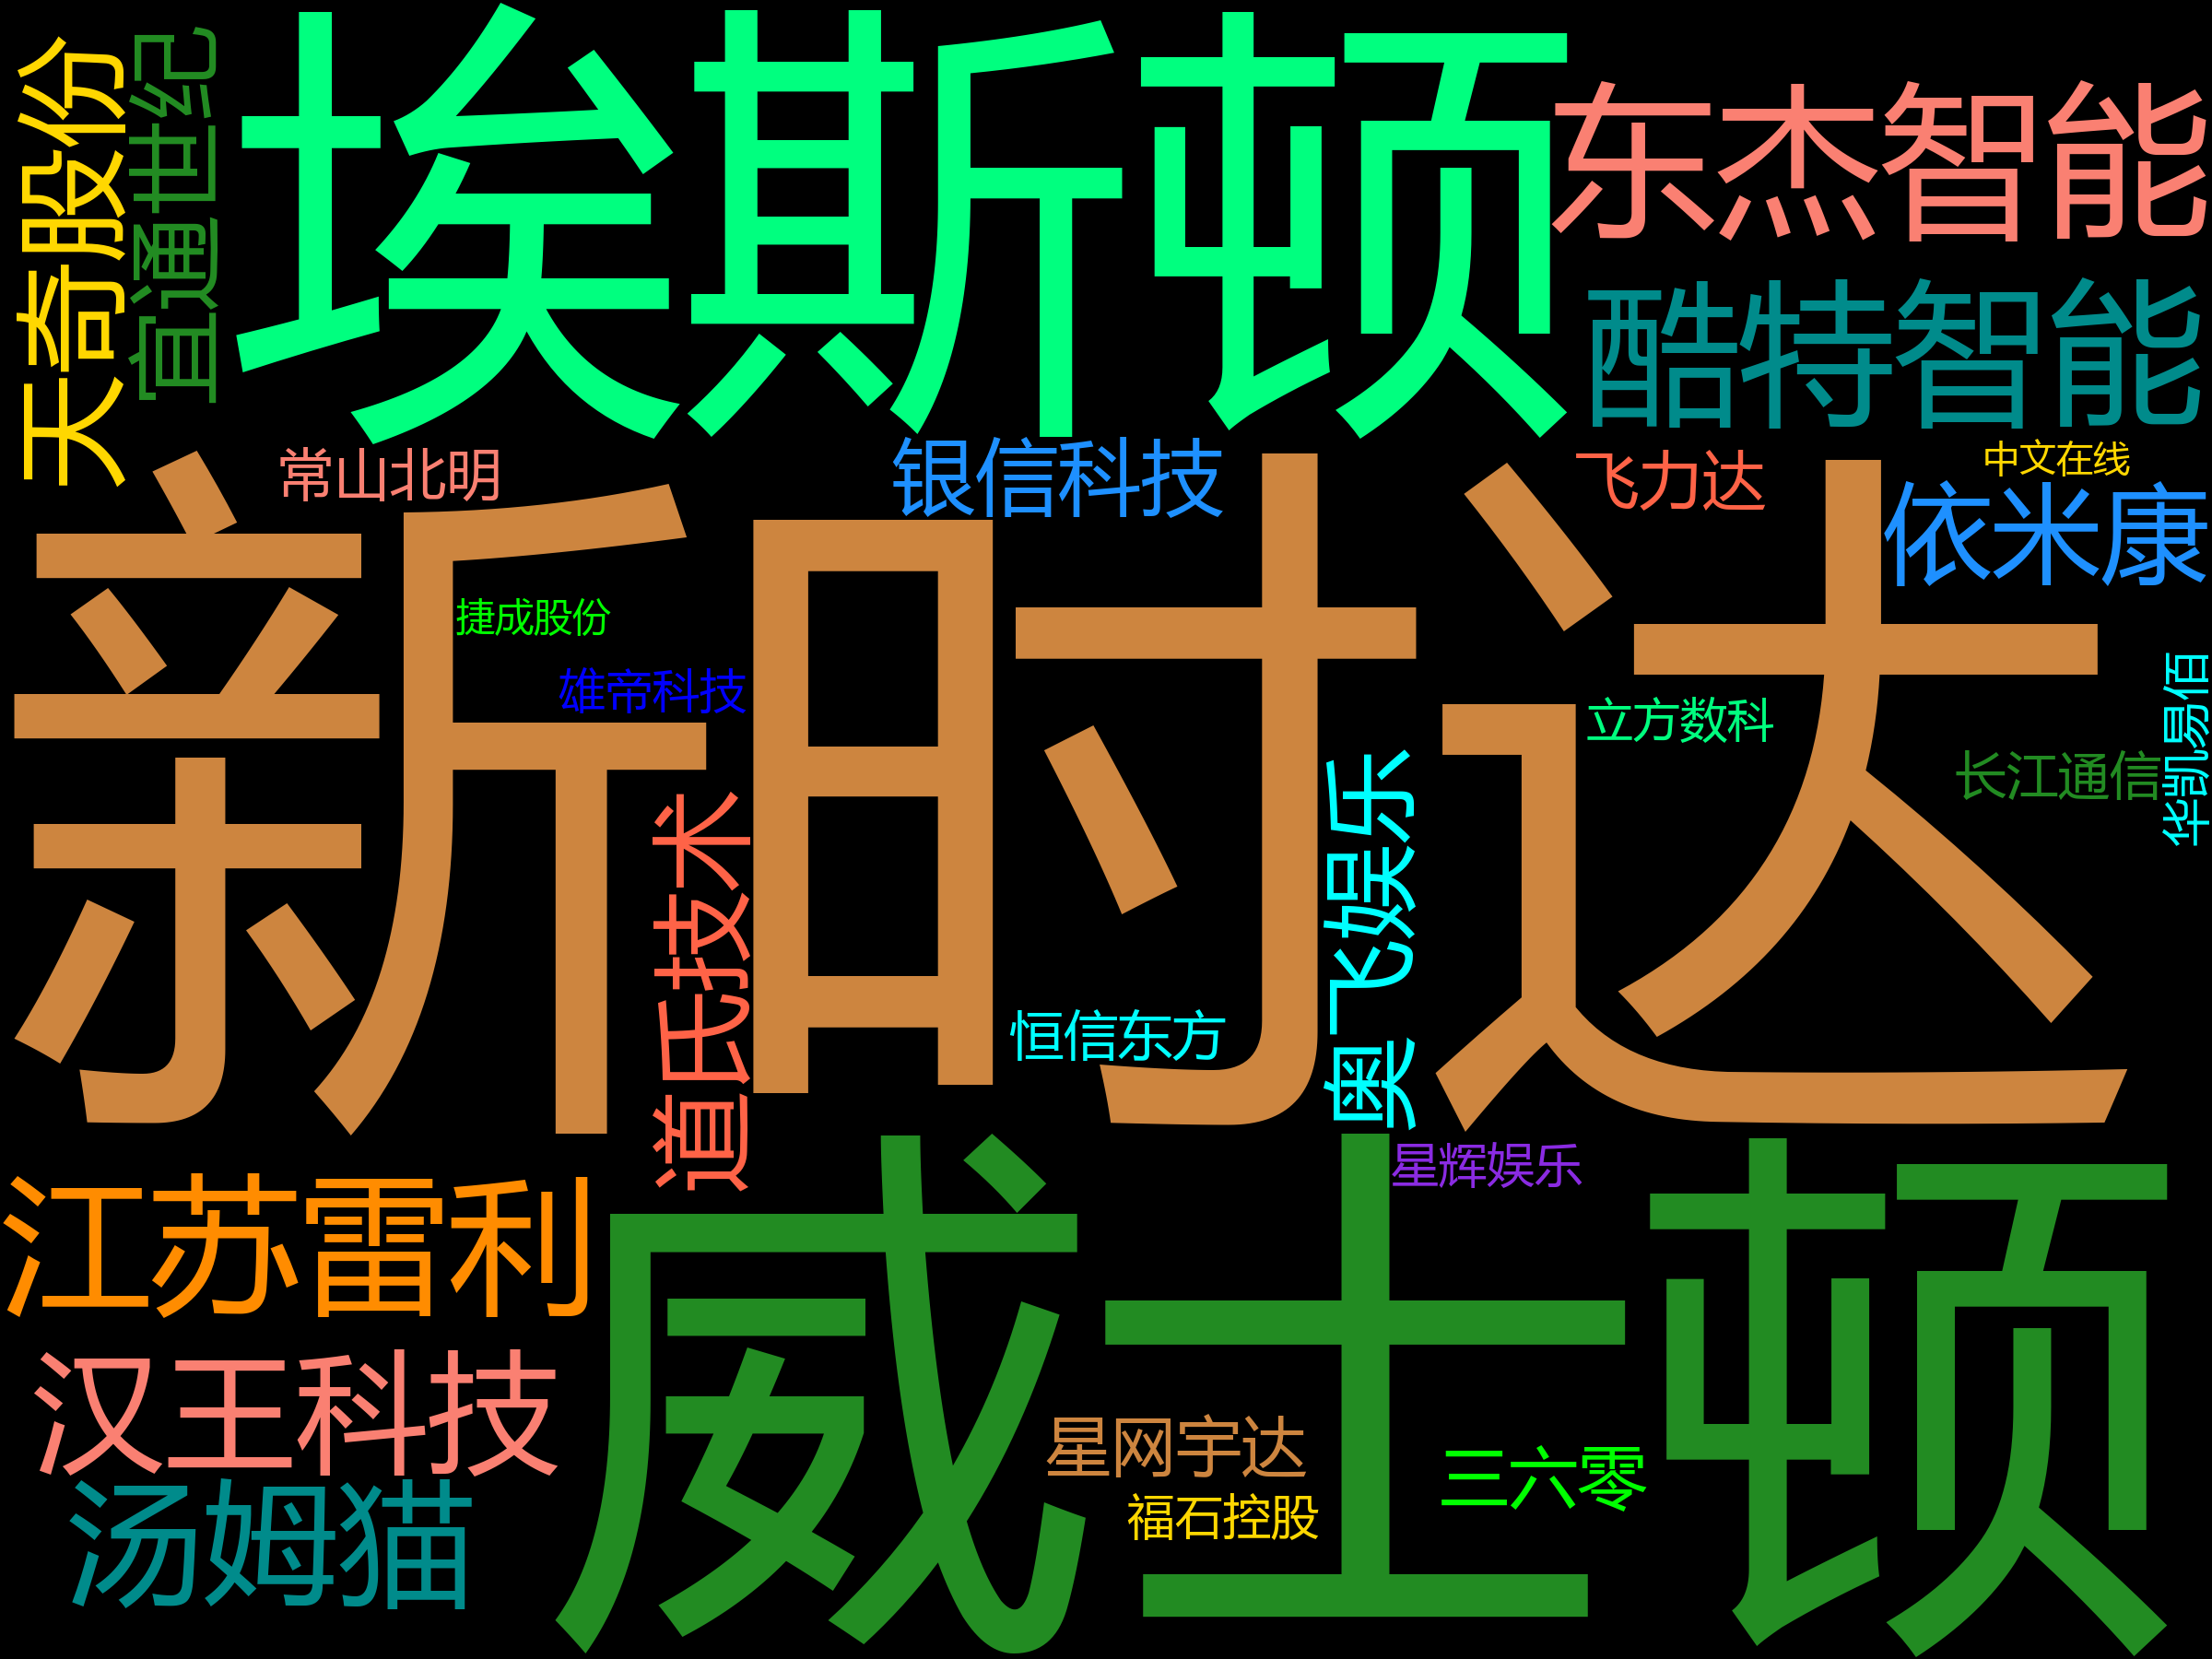 天奇股份
宜通世纪
埃斯顿
东杰智能
酷特智能
常山北明
银信科技
飞力达
中文在线
依米康
新时达
捷成股份
雄帝科技
立方数科
长江通信
华凯易佰
道氏技术
奥飞娱乐
恒信东方
星辉娱乐
江苏雷利
威士顿
汉王科技
星网宇达
三六零
汤姆猫
福石控股